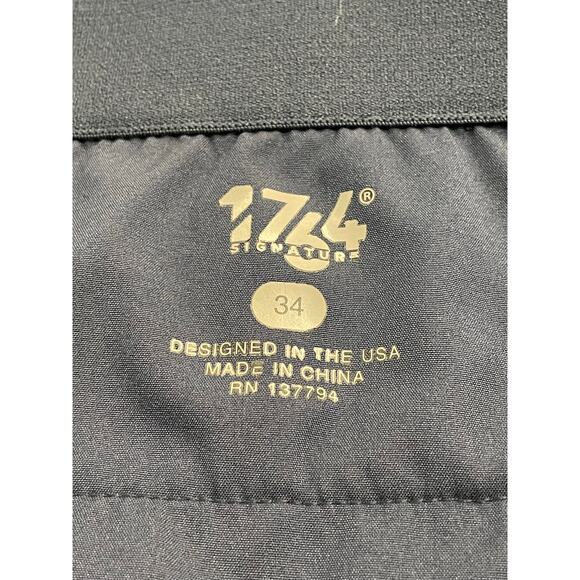 1764®
SIGNATURE
34
DESIGNED IN THE USA
MADE IN CHINA
RN 137794